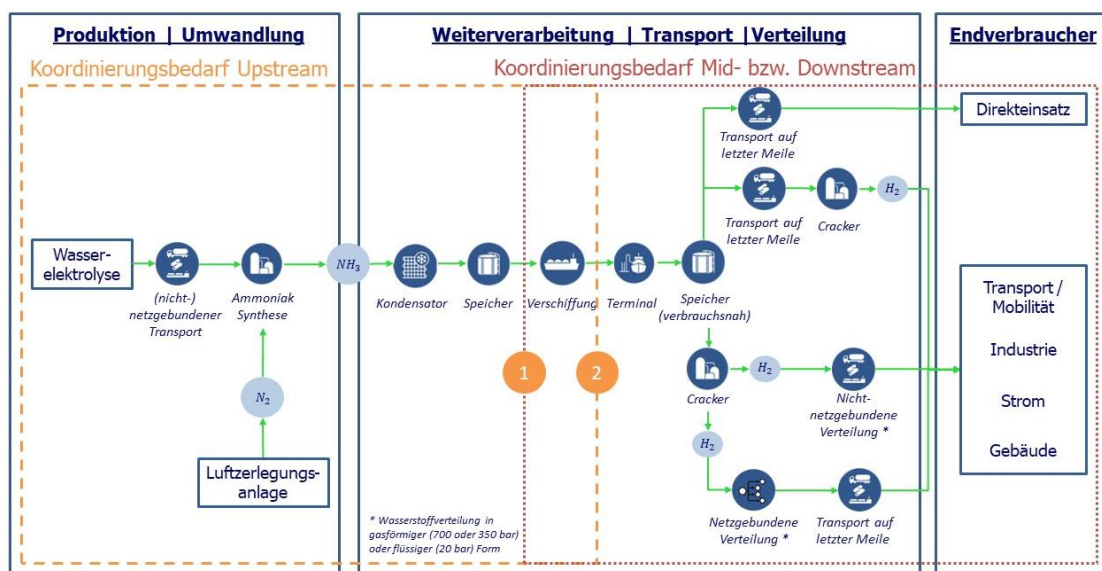 Produktion | Umwandlung
Weiterverarbeitung | Transport |Verteilung
Endverbraucher
Koordinierungsbedarf Upstream
Koordinierungsbedarf Mid- bzw. Downstream
Wasser-
elektrolyse
(nicht-)
netzgebundener
Transport
Ammoniak
Synthese
N2
Luftzerlegungs-
anlage
NH3
Kondensator
Speicher
Verschiffung
Terminal
Speicher
(verbrauchsnah)
1
2
Transport auf
letzter Meile
Transport auf
letzter Meile
Cracker
H2
Cracker
H2
Nicht-
netzgebundene
Verteilung *
H2
Netzgebundene
Verteilung *
Transport auf
letzter Meile
* Wasserstoffverteilung in
gasförmiger (700 oder 350 bar)
oder flüssiger (20 bar) Form
Direkteinsatz
Transport /
Mobilität
Industrie
Strom
Gebäude